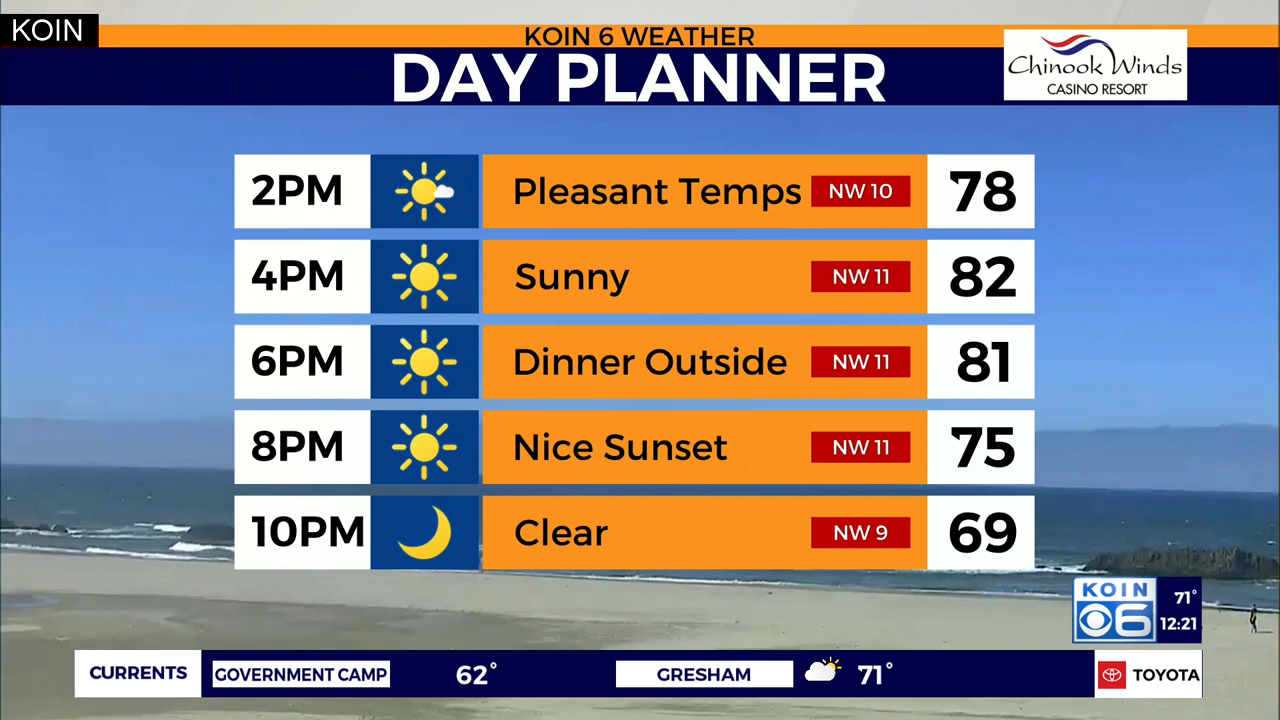 KOIN
KOIN 6 WEATHER
DAY PLANNER
Chinook Winds
CASINO RESORT
2PM Pleasant Temps NW 10 78
4PM Sunny NW 11 82
6PM Dinner Outside NW 11 81
8PM Nice Sunset NW 11 75
10PM Clear NW 9 69
KOIN 71°
6 12:21
CURRENTS GOVERNMENT CAMP 62° GRESHAM 71° TOYOTA